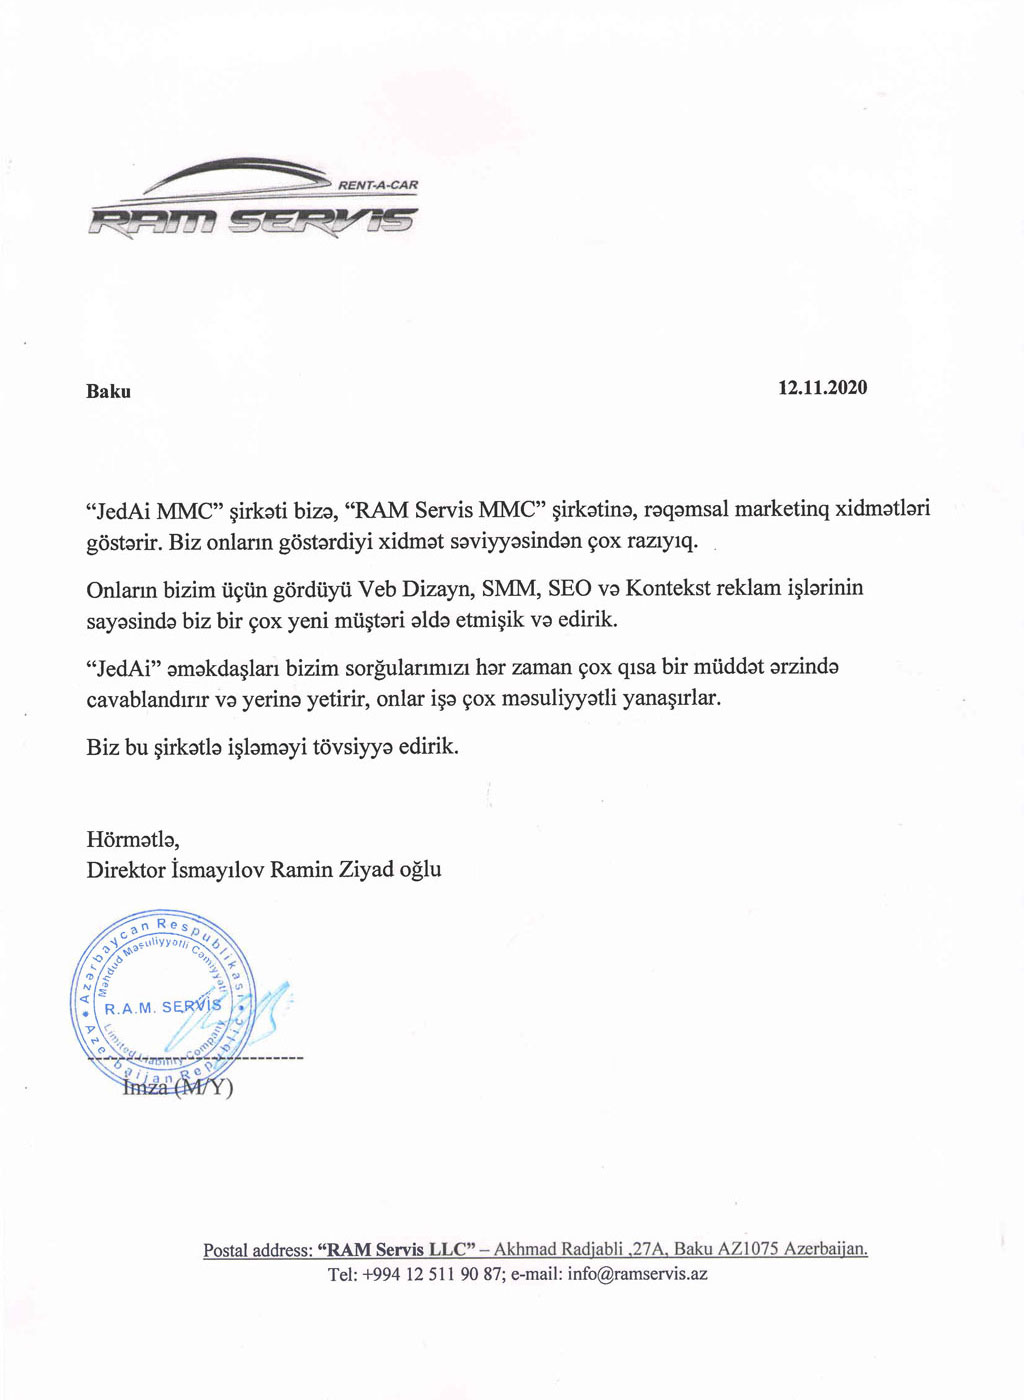 RENT-A-CAR
RAM SERVIS
Baku
12.11.2020
“JedAi MMC” şirkəti bizə, “RAM Servis MMC” şirkətinə, rəqəmsal marketinq xidmətləri
göstərir. Biz onların göstərdiyi xidmət səviyyəsindən çox razıyıq.
Onların bizim üçün gördüyü Veb Dizayn, SMM, SEO və Kontekst reklam işlərinin
sayəsində biz bir çox yeni müştəri əldə etmişik və edirik.
“JedAi” əməkdaşları bizim sorğularımızı hər zaman çox qısa bir müddət ərzində
cavablandırır və yerinə yetirir, onlar işə çox məsuliyyətli yanaşırlar.
Biz bu şirkətlə işləməyi tövsiyyə edirik.
Hörmətlə,
Direktor İsmayılov Ramin Ziyad oğlu
Azərbaycan Respublikası
Məhdud Məsuliyyətli Cəmiyyəti
R.A.M. SERVİS
Limited Liability Company
Azerbaijan Republic
İmza (M/Y)
Postal address: “RAM Servis LLC” – Akhmad Radjabli ,27A, Baku AZ1075 Azerbaijan.
Tel: +994 12 511 90 87; e-mail: info@ramservis.az